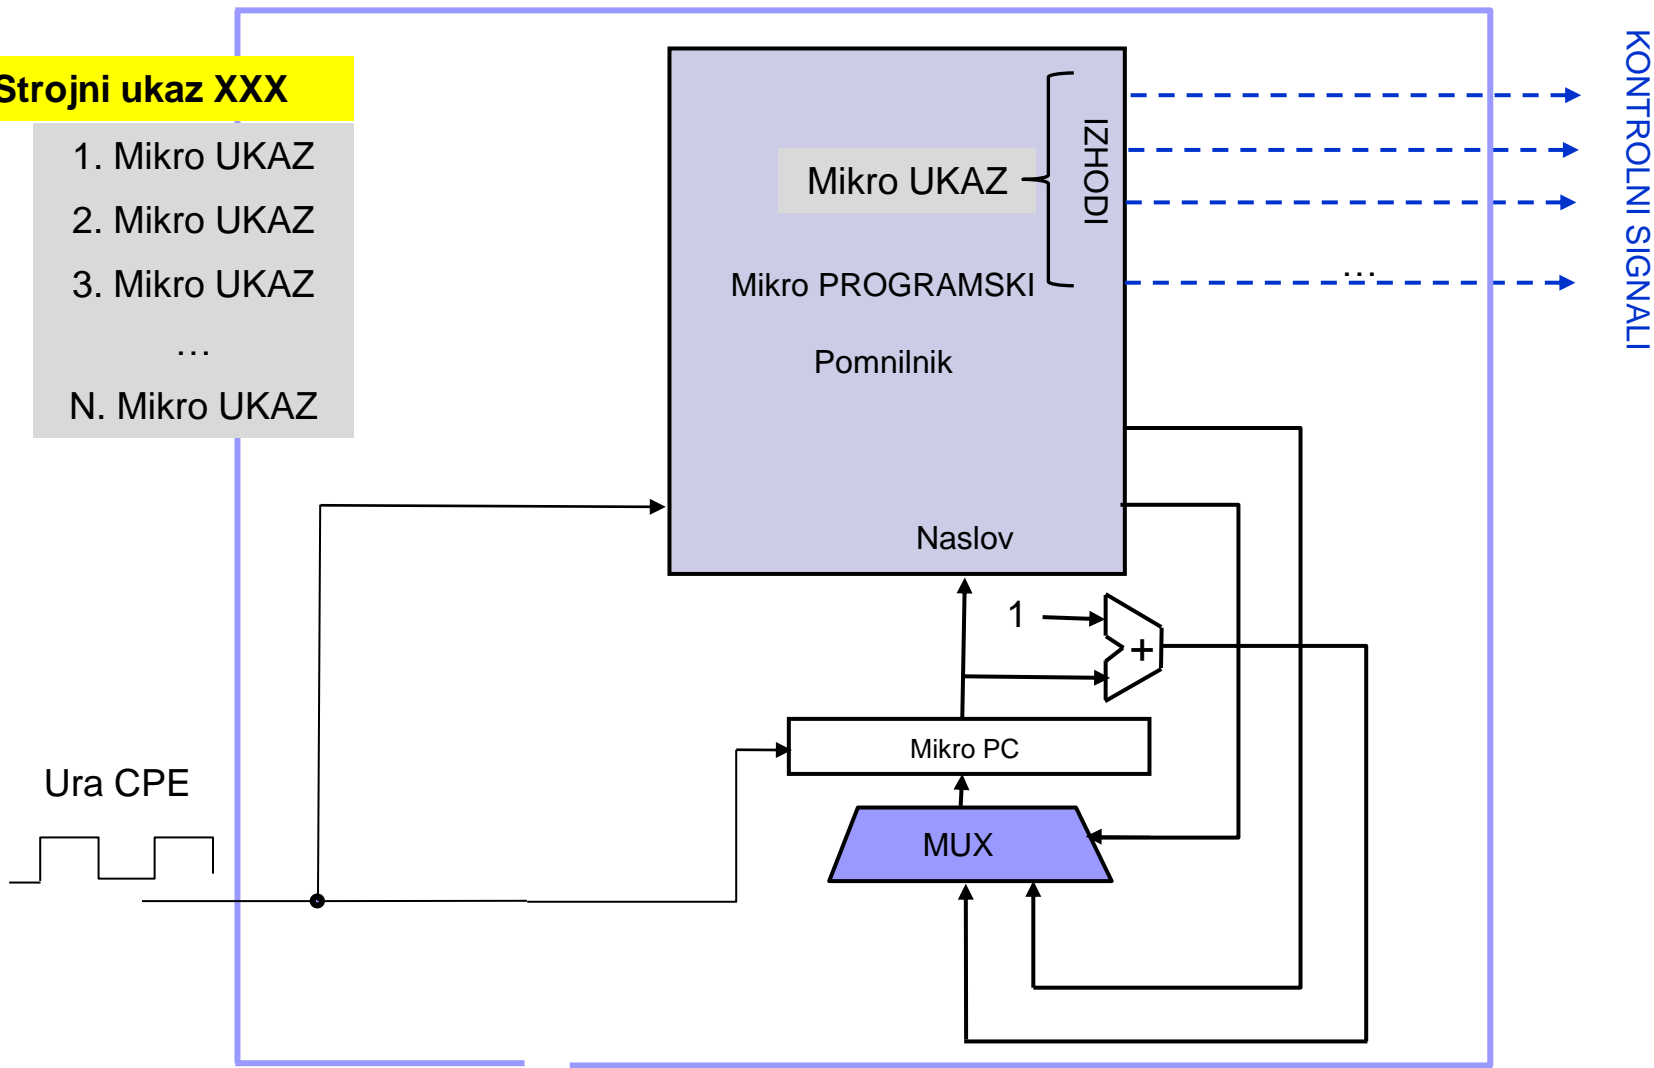 Strojni ukaz XXX
1. Mikro UKAZ
2. Mikro UKAZ
3. Mikro UKAZ
…
N. Mikro UKAZ
Mikro UKAZ
IZHODI
Mikro PROGRAMSKI
Pomnilnik
Naslov
…
KONTROLNI SIGNALI
1
+
Mikro PC
MUX
Ura CPE